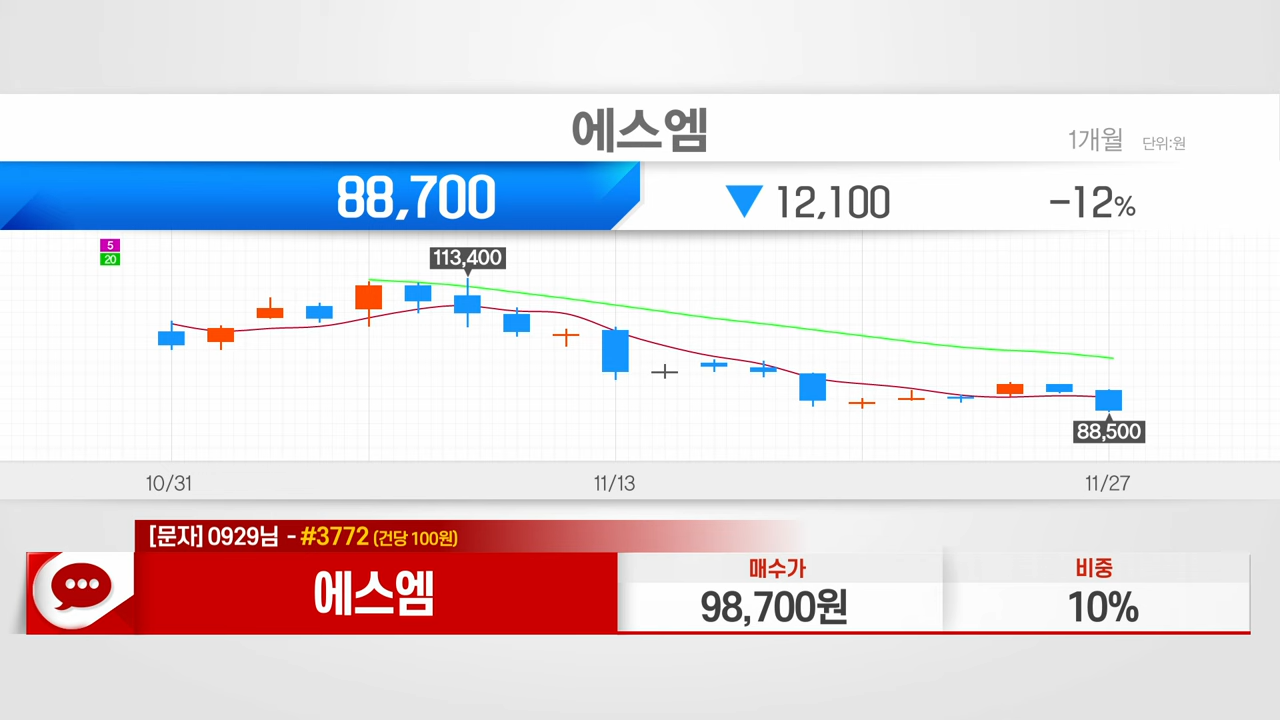 에스엠
1개월 단위:원
88,700 ▼ 12,100 -12%
5
20
113,400
88,500
10/31 11/13 11/27
[문자] 0929님 - #3772 (건당 100원)
에스엠
매수가
98,700원
비중
10%